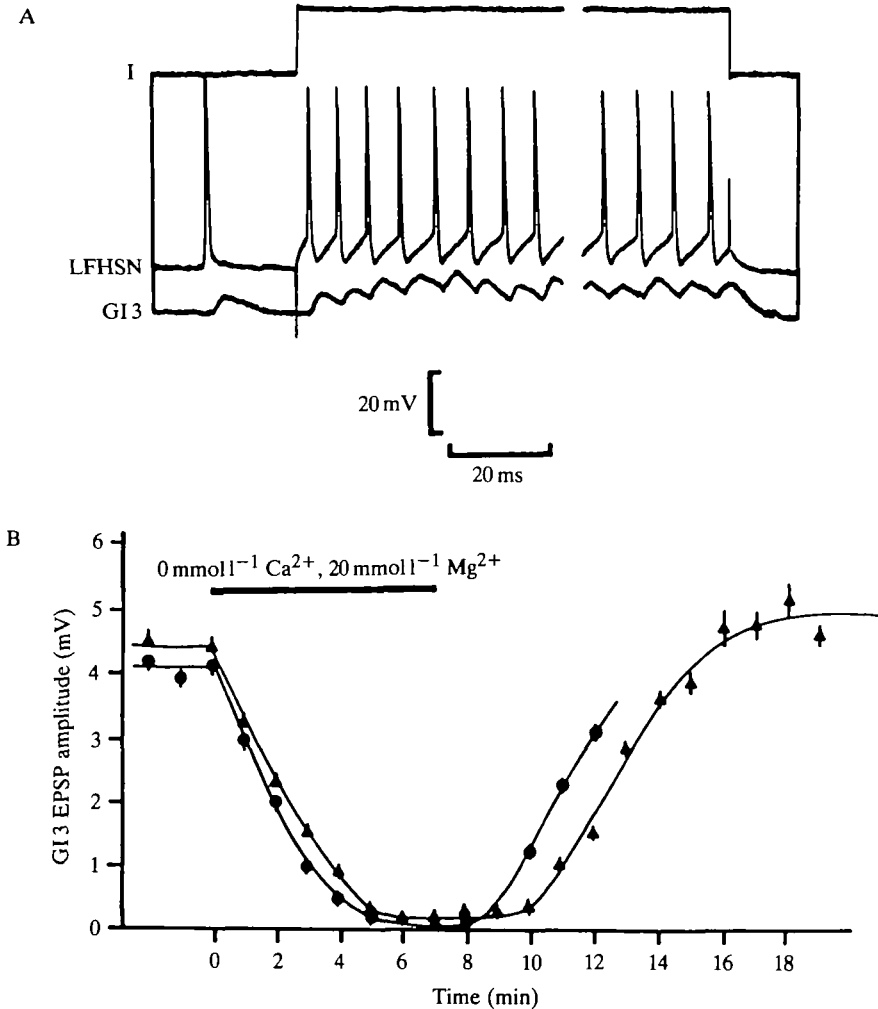 A
I
LFHSN
GI 3
20 mV
20 ms
B
0 mmol l⁻¹ Ca²⁺, 20 mmol l⁻¹ Mg²⁺
GI 3 EPSP amplitude (mV)
6
5
4
3
2
1
0
0 2 4 6 8 10 12 14 16 18
Time (min)